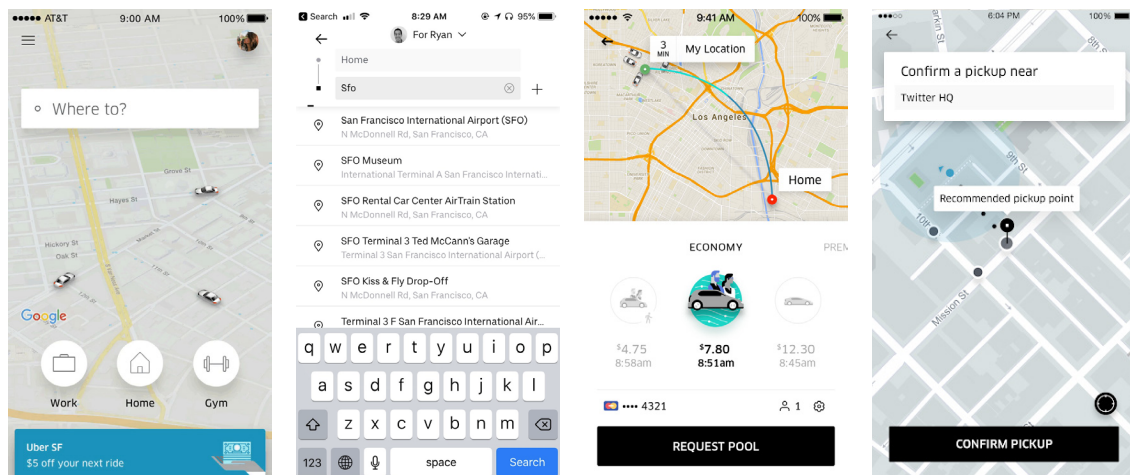 AT&T 9:00 AM 100%
Where to?
Grove St
Hayes St
Market St
Hickory St
Oak St
Google
Work Home Gym
Uber SF
$5 off your next ride
Search 8:29 AM 95%
For Ryan
Home
Sfo
San Francisco International Airport (SFO)
N McDonnell Rd, San Francisco, CA
SFO Museum
International Terminal A San Francisco Internati...
SFO Rental Car Center AirTrain Station
N McDonnell Rd, San Francisco, CA
SFO Terminal 3 Ted McCann's Garage
Terminal 3 San Francisco International Airport (...
SFO Kiss & Fly Drop-Off
N McDonnell Rd, San Francisco, CA
Terminal 3 F San Francisco International Air...
q w e r t y u i o p
a s d f g h j k l
z x c v b n m
123 space Search
9:41 AM 100%
3 MIN My Location
Los Angeles
Home
ECONOMY PREM
$4.75 $7.80 $12.30
8:58am 8:51am 8:45am
•••• 4321 1
REQUEST POOL
6:04 PM 100%
Confirm a pickup near
Twitter HQ
9th St
Recommended pickup point
10th
Mission St
CONFIRM PICKUP